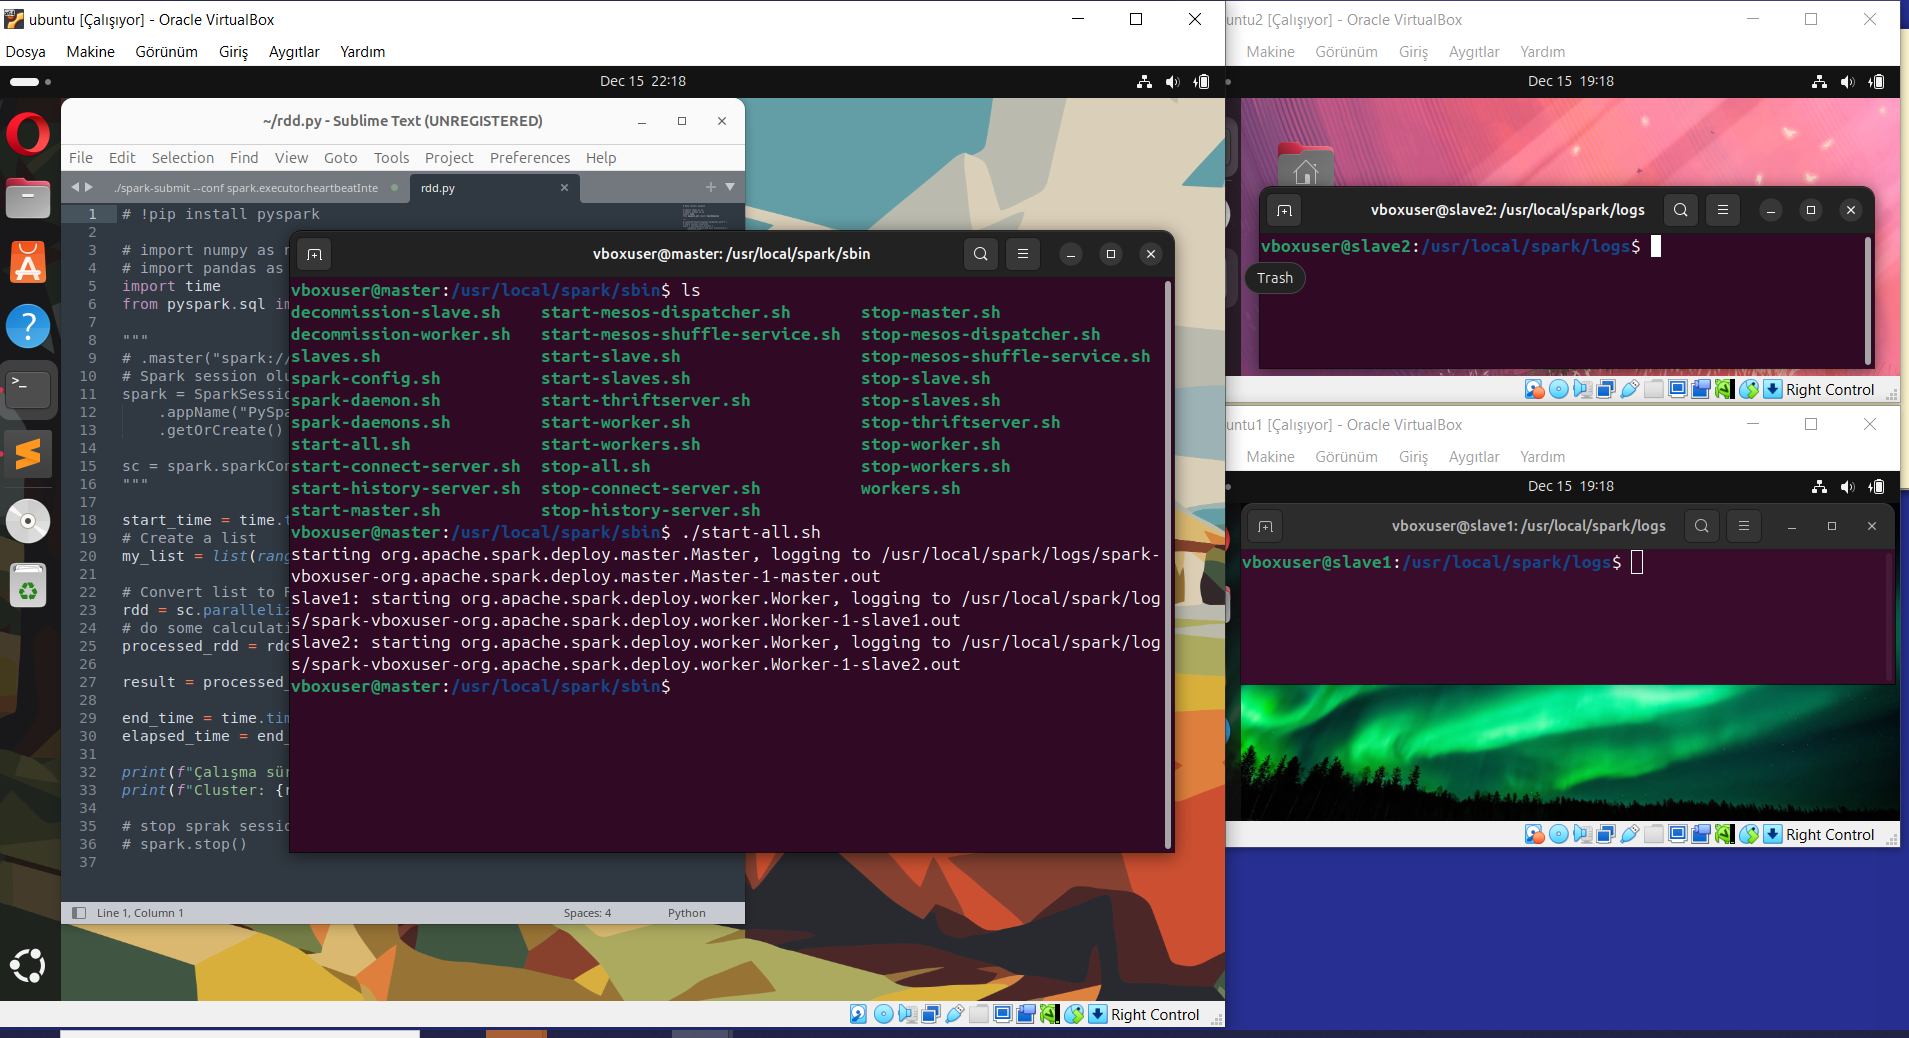 ubuntu [Çalışıyor] - Oracle VirtualBox
Dosya Makine Görünüm Giriş Aygıtlar Yardım
Dec 15 22:18
~/rdd.py - Sublime Text (UNREGISTERED)
File Edit Selection Find View Goto Tools Project Preferences Help
./spark-submit --conf spark.executor.heartbeatInte
rdd.py
1 # !pip install pyspark
2
3 # import numpy as n
4 # import pandas as
5 import time
6 from pyspark.sql im
7
8 """
9 # .master("spark://
10 # Spark session olu
11 spark = SparkSessio
12 .appName("PySpa
13 .getOrCreate()
14
15 sc = spark.sparkCon
16 """
17
18 start_time = time.t
19 # Create a list
20 my_list = list(rang
21
22 # Convert list to R
23 rdd = sc.paralleliz
24 # do some calculati
25 processed_rdd = rdd
26
27 result = processed_
28
29 end_time = time.tim
30 elapsed_time = end_
31
32 print(f"Çalışma sür
33 print(f"Cluster: {r
34
35 # stop sprak sessio
36 # spark.stop()
37
Line 1, Column 1
Spaces: 4
Python
vboxuser@master: /usr/local/spark/sbin
vboxuser@master:/usr/local/spark/sbin$ ls
decommission-slave.sh start-mesos-dispatcher.sh stop-master.sh
decommission-worker.sh start-mesos-shuffle-service.sh stop-mesos-dispatcher.sh
slaves.sh start-slave.sh stop-mesos-shuffle-service.sh
spark-config.sh start-slaves.sh stop-slave.sh
spark-daemon.sh start-thriftserver.sh stop-slaves.sh
spark-daemons.sh start-worker.sh stop-thriftserver.sh
start-all.sh start-workers.sh stop-worker.sh
start-connect-server.sh stop-all.sh stop-workers.sh
start-history-server.sh stop-connect-server.sh workers.sh
start-master.sh stop-history-server.sh
vboxuser@master:/usr/local/spark/sbin$ ./start-all.sh
starting org.apache.spark.deploy.master.Master, logging to /usr/local/spark/logs/spark-
vboxuser-org.apache.spark.deploy.master.Master-1-master.out
slave1: starting org.apache.spark.deploy.worker.Worker, logging to /usr/local/spark/log
s/spark-vboxuser-org.apache.spark.deploy.worker.Worker-1-slave1.out
slave2: starting org.apache.spark.deploy.worker.Worker, logging to /usr/local/spark/log
s/spark-vboxuser-org.apache.spark.deploy.worker.Worker-1-slave2.out
vboxuser@master:/usr/local/spark/sbin$
Right Control
untu2 [Çalışıyor] - Oracle VirtualBox
Makine Görünüm Giriş Aygıtlar Yardım
Dec 15 19:18
vboxuser@slave2: /usr/local/spark/logs
vboxuser@slave2:/usr/local/spark/logs$
Trash
Right Control
untu1 [Çalışıyor] - Oracle VirtualBox
Makine Görünüm Giriş Aygıtlar Yardım
Dec 15 19:18
vboxuser@slave1: /usr/local/spark/logs
vboxuser@slave1:/usr/local/spark/logs$
Right Control